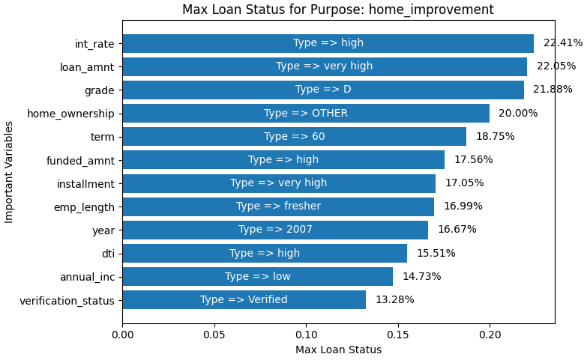 Max Loan Status for Purpose: home_improvement
int_rate Type => high 22.41%
loan_amnt Type => very high 22.05%
grade Type => D 21.88%
home_ownership Type => OTHER 20.00%
term Type => 60 18.75%
funded_amnt Type => high 17.56%
installment Type => very high 17.05%
emp_length Type => fresher 16.99%
year Type => 2007 16.67%
dti Type => high 15.51%
annual_inc Type => low 14.73%
verification_status Type => Verified 13.28%
Important Variables
0.00 0.05 0.10 0.15 0.20
Max Loan Status